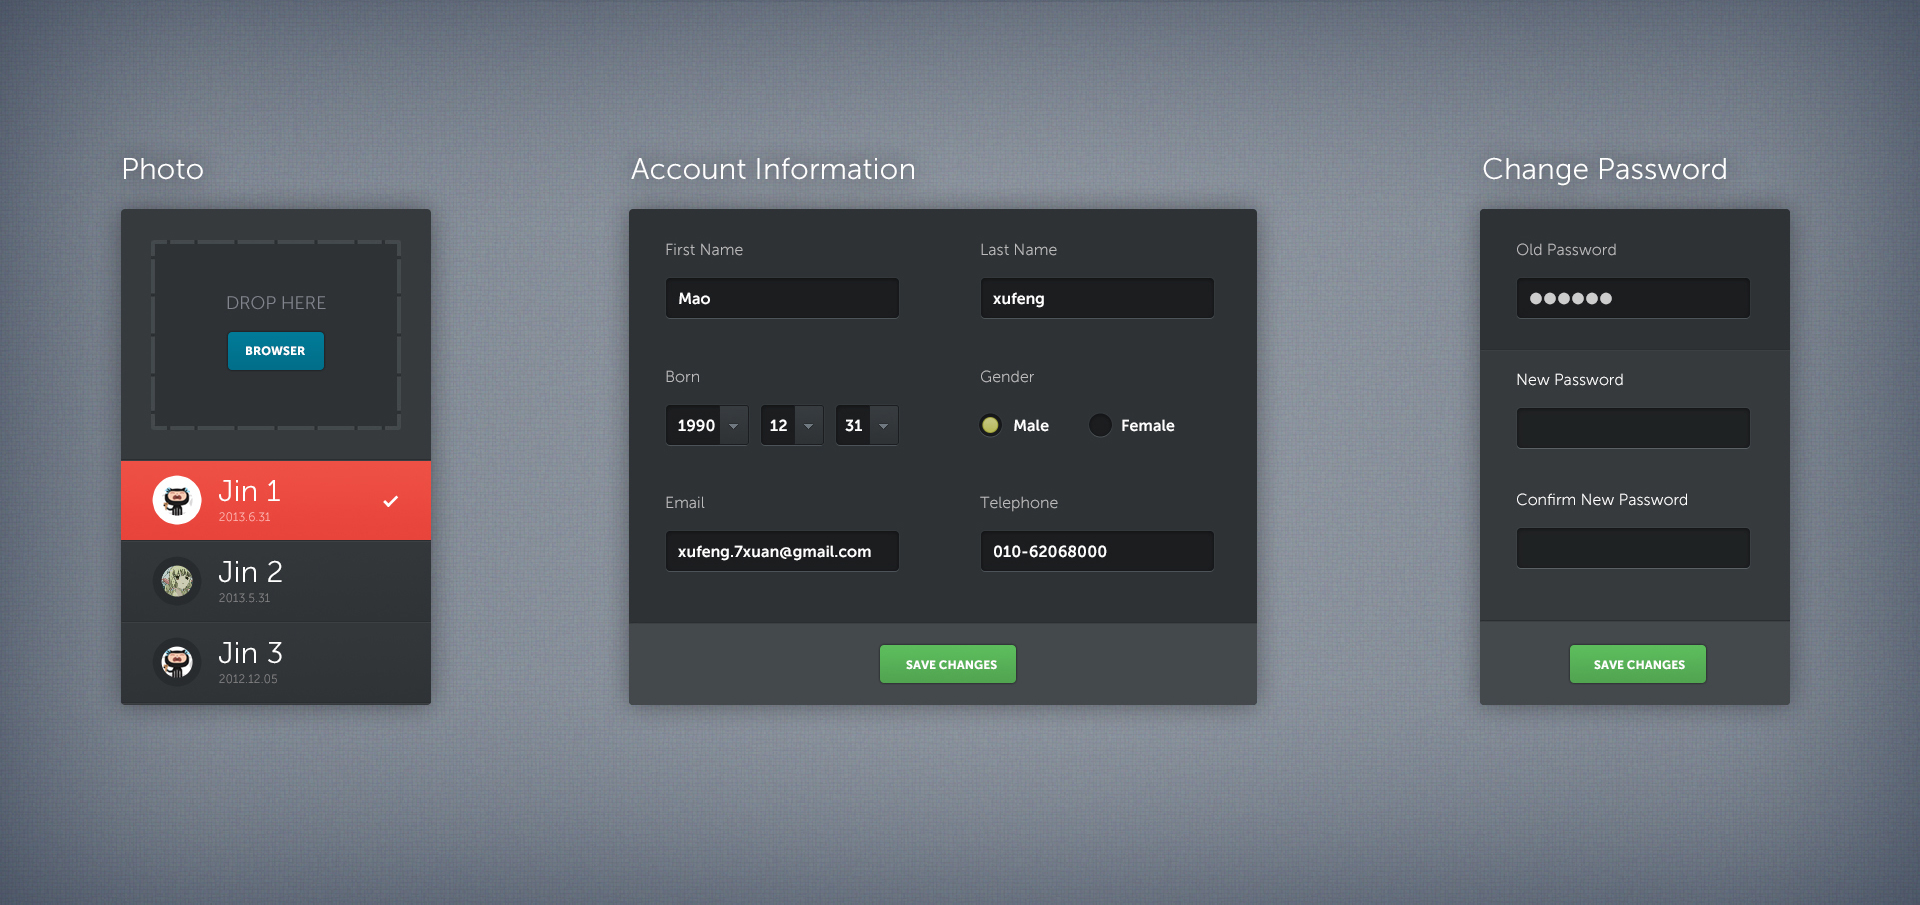 Photo
DROP HERE
BROWSER
Jin 1
2013.6.31
Jin 2
2013.5.31
Jin 3
2012.12.05
Account Information
First Name
Last Name
Mao
xufeng
Born
Gender
1990
12
31
Male
Female
Email
Telephone
xufeng.7xuan@gmail.com
010-62068000
SAVE CHANGES
Change Password
Old Password
New Password
Confirm New Password
SAVE CHANGES